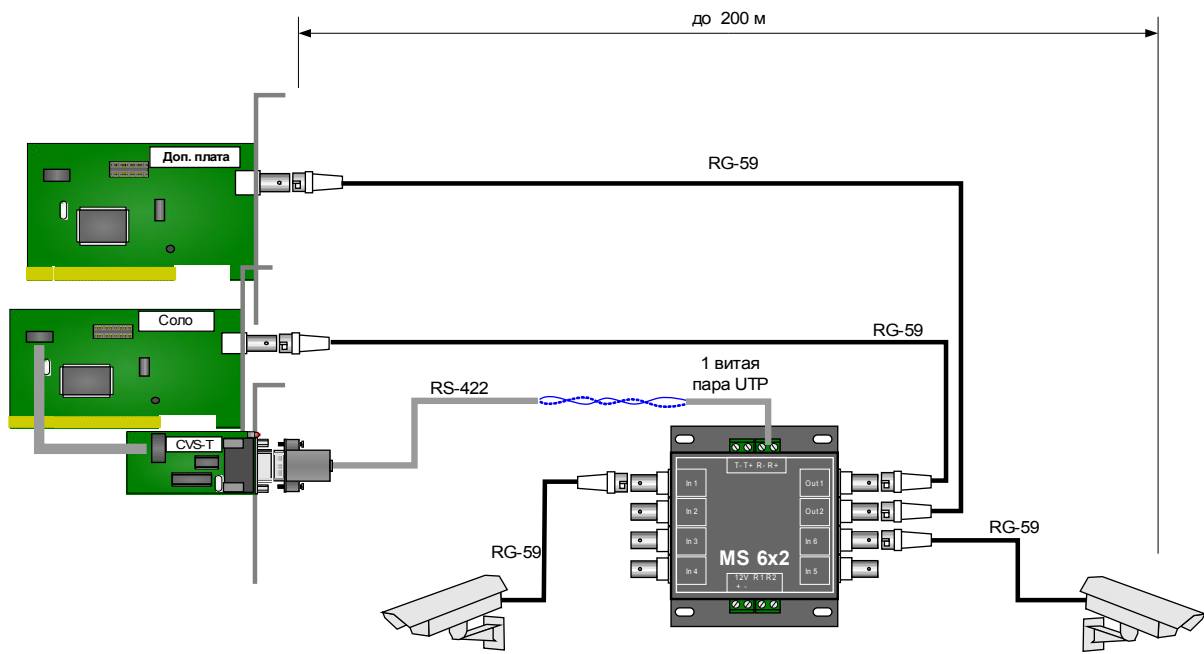 до 200 м
Доп. плата
RG-59
Соло
RG-59
1 витая
пара UTP
RS-422
CVS-T
T- T+ R- R+
In 1
Out 1
In 2
Out 2
In 3
In 6
In 4
In 5
MS 6x2
12V R1 R2
+ -
RG-59
RG-59